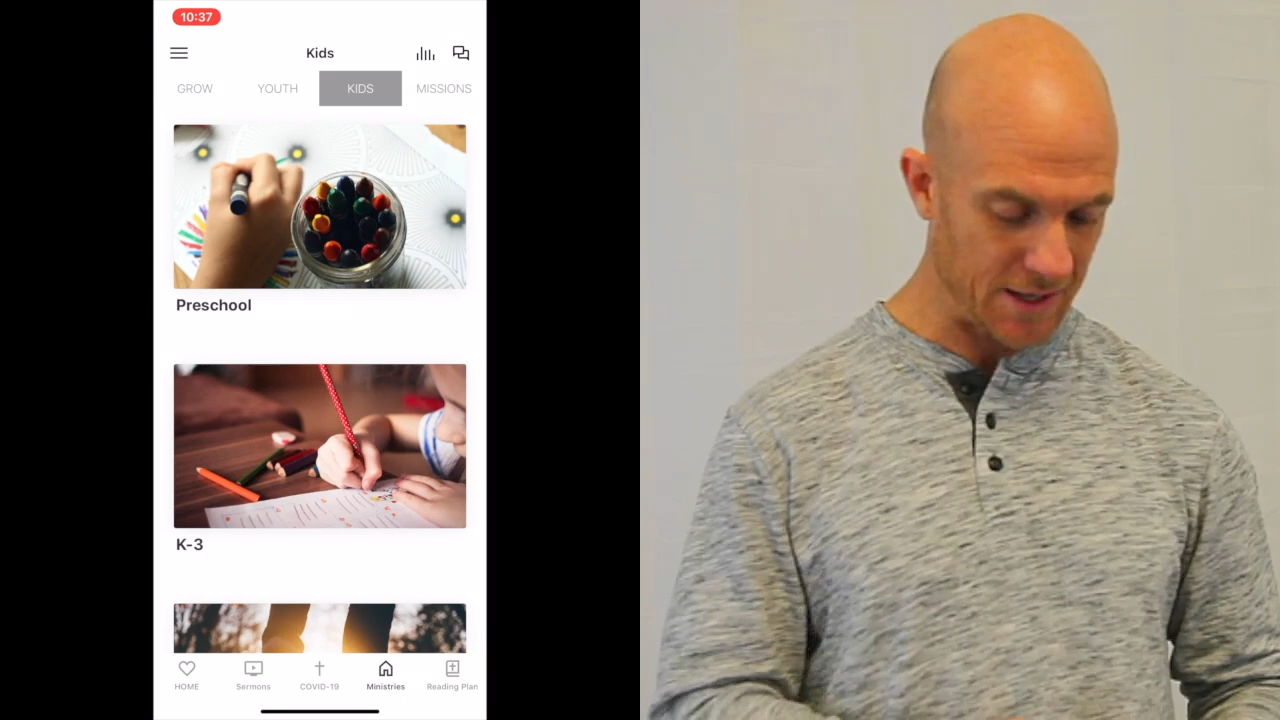 10:37
Kids
GROW YOUTH KIDS MISSIONS
Preschool
K-3
HOME Sermons COVID-19 Ministries Reading Plan